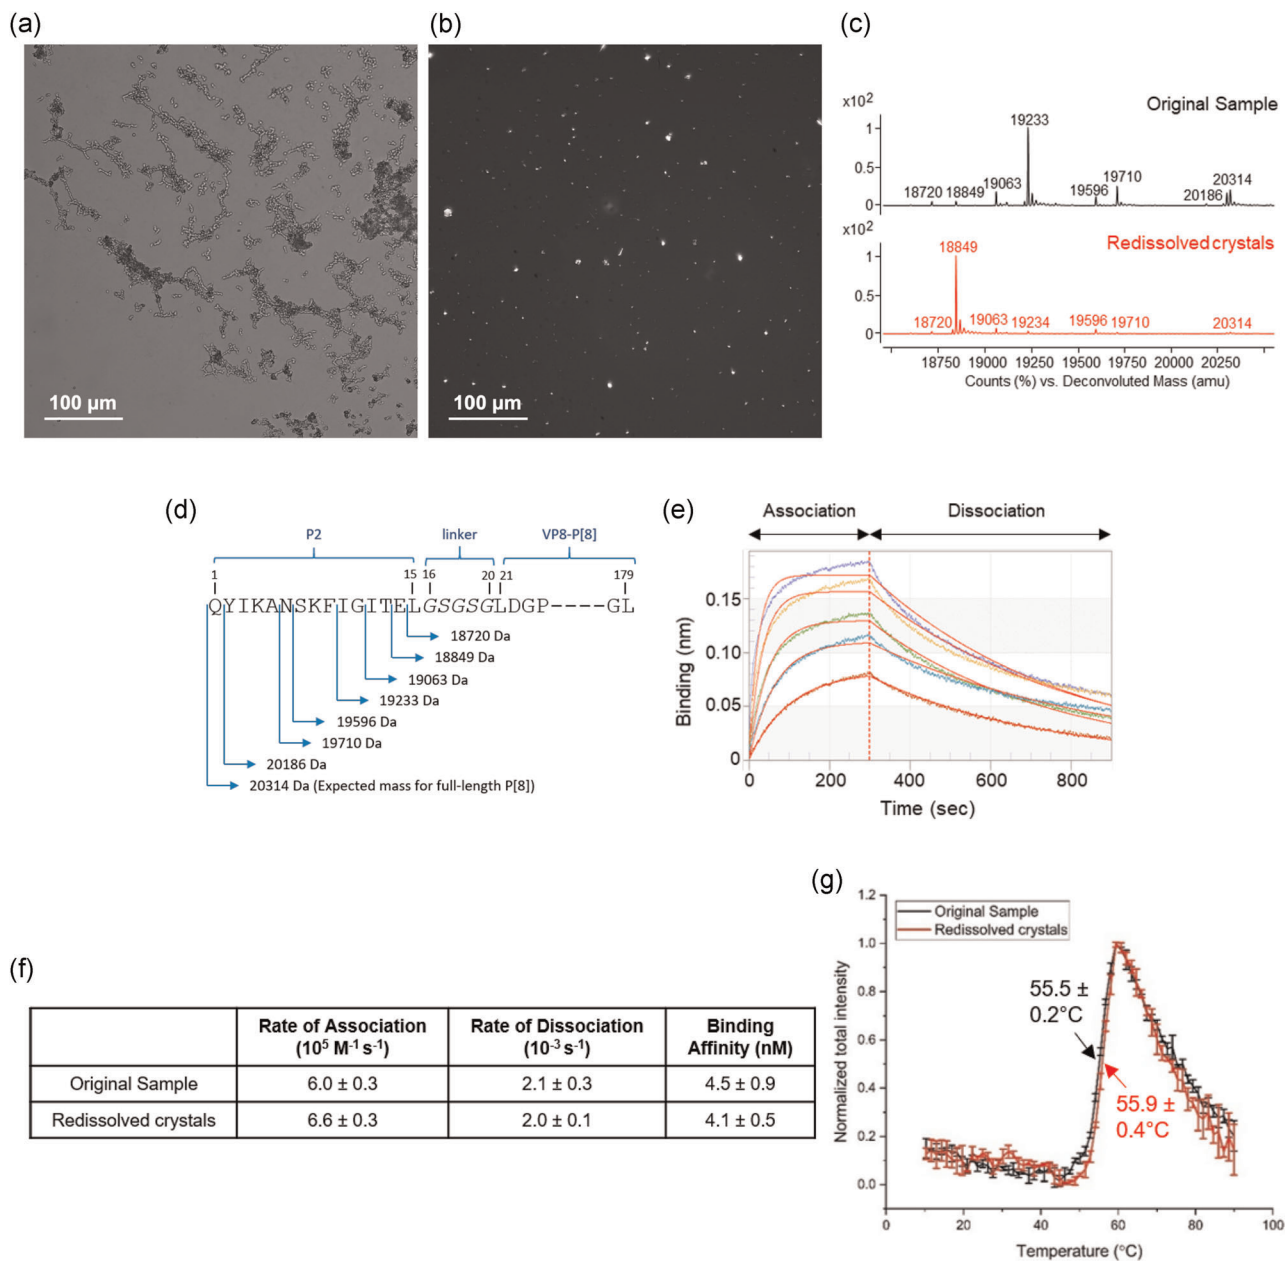 (a)
100 µm
(b)
100 µm
(c)
x10²
Original Sample
1
0.5
0
18720
18849
19063
19233
19596
19710
20186
20314
x10²
Redissolved crystals
1
0.5
0
18720
18849
19063
19234
19596
19710
20314
18750 19000 19250 19500 19750 20000 20250
Counts (%) vs. Deconvoluted Mass (amu)
(d)
P2 linker VP8-P[8]
1 15 16 20 21 179
QYIKANSKFIGITELGSGSGLDGP----GL
18720 Da
18849 Da
19063 Da
19233 Da
19596 Da
19710 Da
20186 Da
20314 Da (Expected mass for full-length P[8])
(e)
Association Dissociation
Binding (nm)
0.15
0.10
0.05
0
0 200 400 600 800
Time (sec)
(f)
Rate of Association (10⁵ M⁻¹ s⁻¹) Rate of Dissociation (10⁻³ s⁻¹) Binding Affinity (nM)
Original Sample 6.0 ± 0.3 2.1 ± 0.3 4.5 ± 0.9
Redissolved crystals 6.6 ± 0.3 2.0 ± 0.1 4.1 ± 0.5
(g)
Normalized total intensity
1.2
1.0
0.8
0.6
0.4
0.2
0.0
Original Sample
Redissolved crystals
55.5 ±
0.2°C
55.9 ±
0.4°C
0 20 40 60 80 100
Temperature (°C)